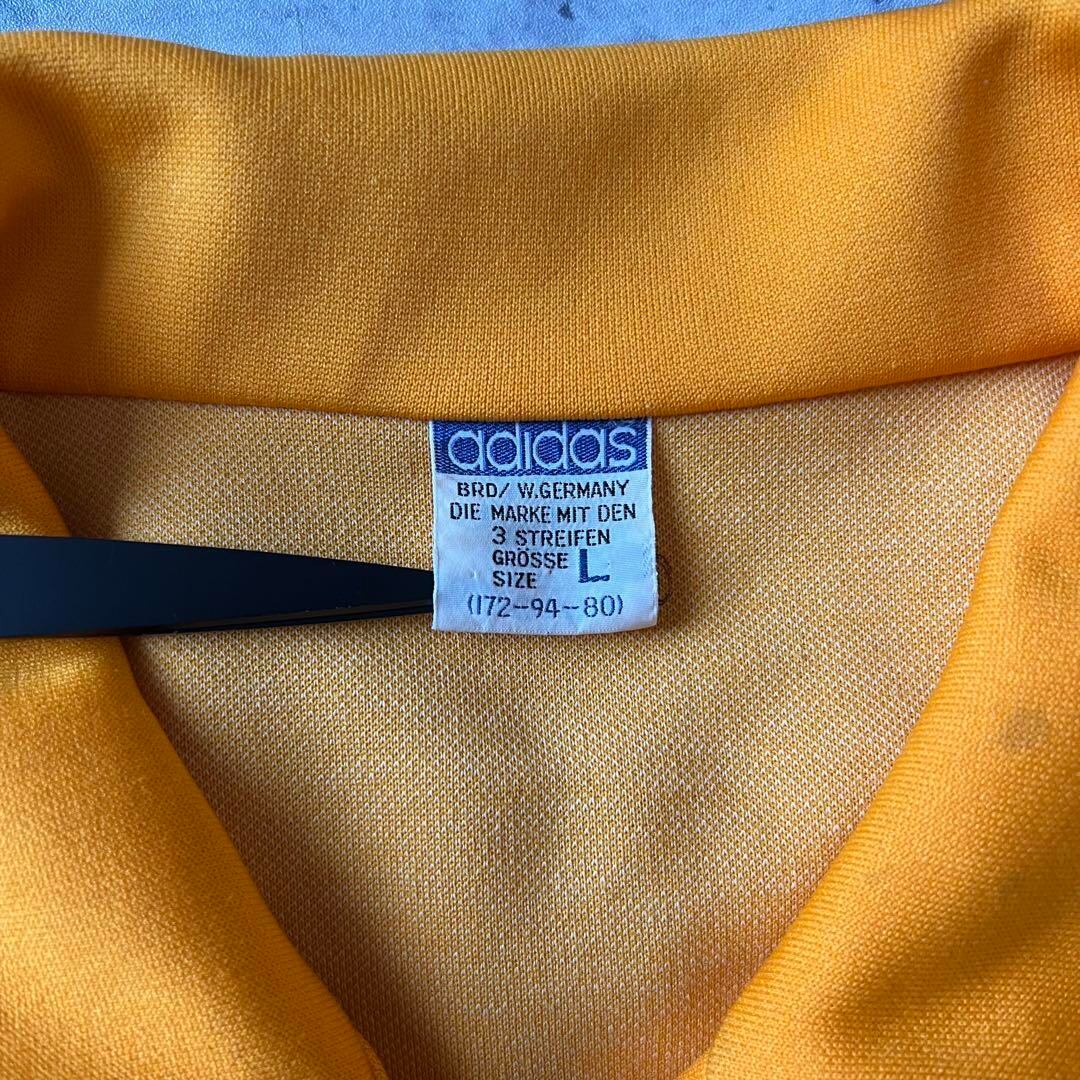 adidas
BRD/ W.GERMANY
DIE MARKE MIT DEN
3 STREIFEN
GRÖSSE L
SIZE
(172-94-80)